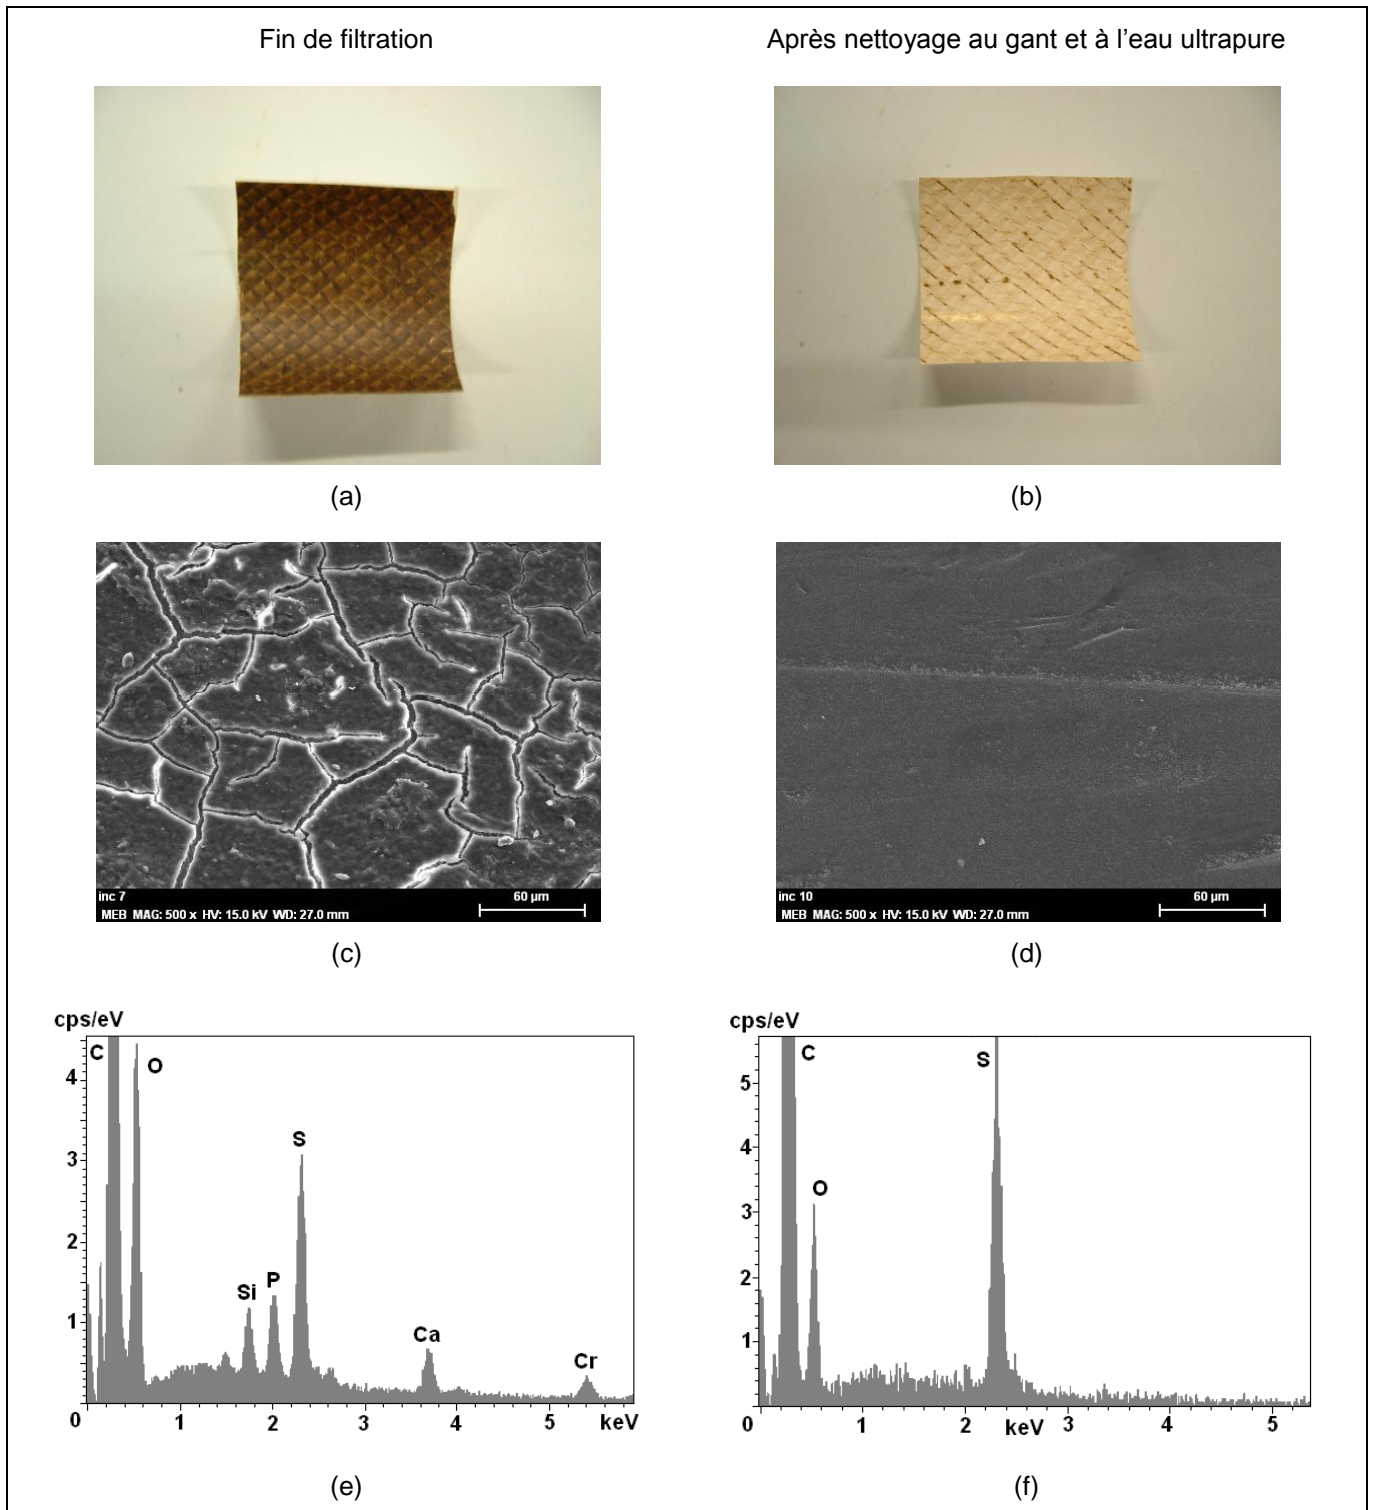 Fin de filtration
Après nettoyage au gant et à l'eau ultrapure
(a)
(b)
inc 7
60 µm
MEB MAG: 500 x HV: 15.0 kV WD: 27.0 mm
inc 10
60 µm
MEB MAG: 500 x HV: 15.0 kV WD: 27.0 mm
(c)
(d)
cps/eV
C
O
4
3
S
2
Si
P
1
Ca
Cr
0
1
2
3
4
5
keV
cps/eV
C
S
5
4
O
3
2
1
0
1
2
keV
3
4
5
(e)
(f)